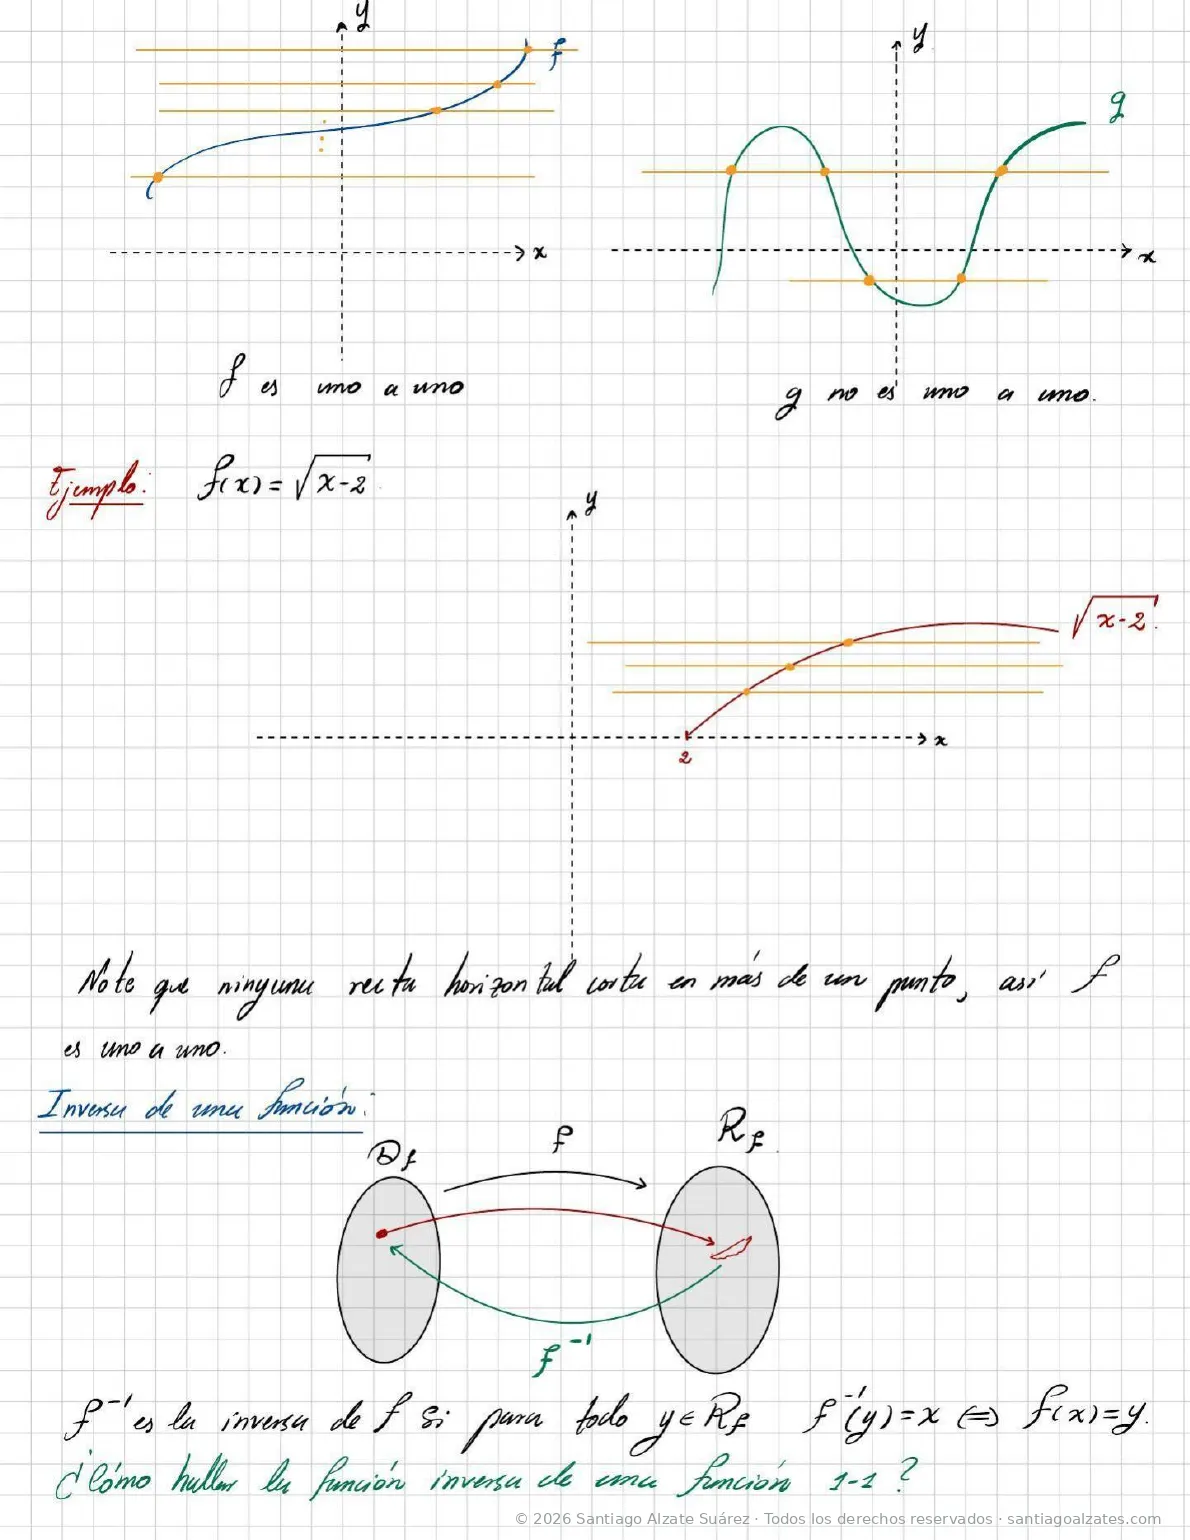 y
f
x
f es uno a uno
y
g
x
g no es uno a uno.
Ejemplo: f(x) = √x-2
y
√x-2
x
2
Note que ninguna recta horizontal corta en más de un punto, así f
es uno a uno.
Inversa de una función:
Df
f
Rf
f⁻¹
f⁻¹ es la inversa de f si para todo y ∈ Rf f⁻¹(y) = x ⟺ f(x) = y.
¿Cómo hallar la función inversa de una función 1-1?
© 2026 Santiago Alzate Suárez · Todos los derechos reservados · santiagoalzates.com